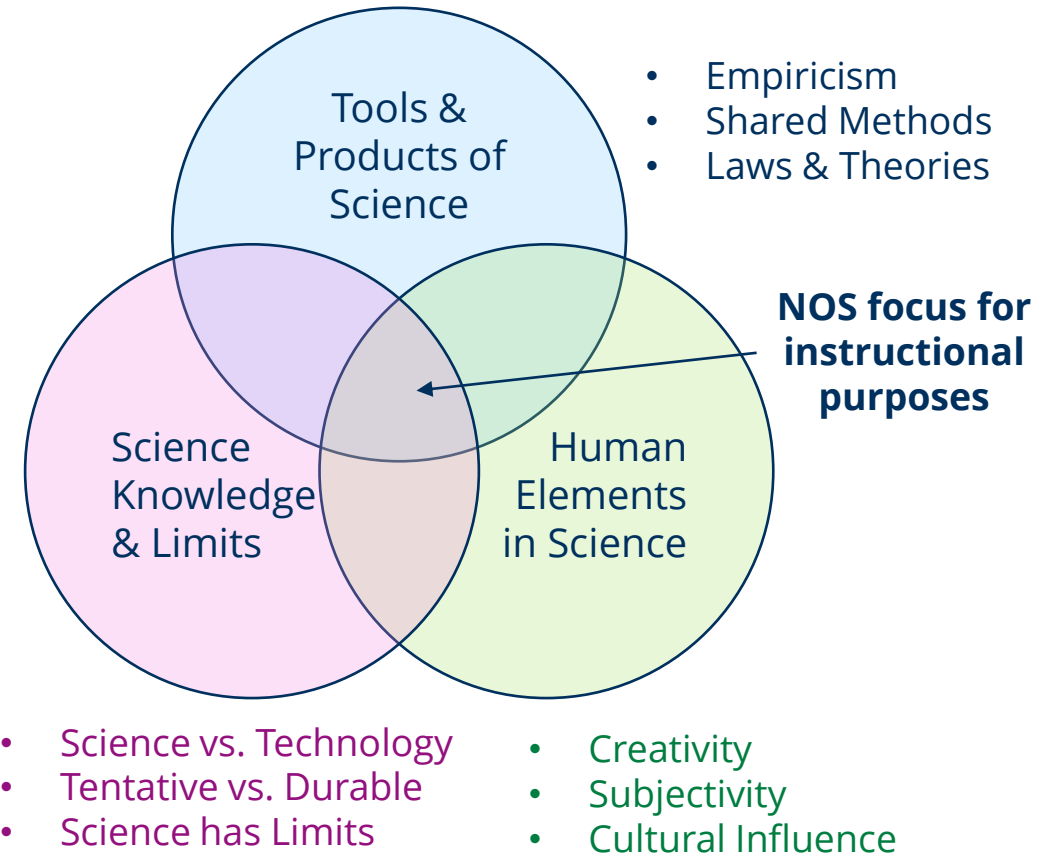 Tools &
Products of
Science
• Empiricism
• Shared Methods
• Laws & Theories
NOS focus for
instructional
purposes
Science
Knowledge
& Limits
Human
Elements
in Science
• Science vs. Technology
• Tentative vs. Durable
• Science has Limits
• Creativity
• Subjectivity
• Cultural Influence